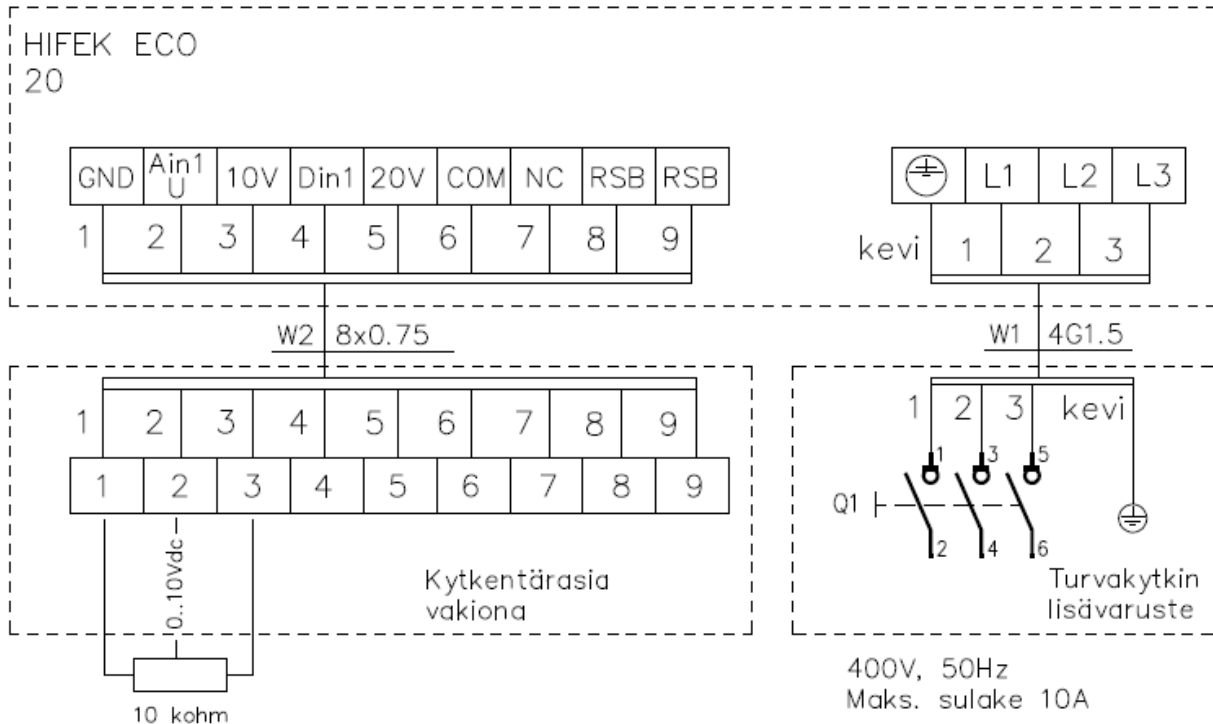 HIFEK ECO
20
GND Ain1 U 10V Din1 20V COM NC RSB RSB
L1 L2 L3
1 2 3 4 5 6 7 8 9
kevi 1 2 3
W2 8x0.75
W1 4G1.5
1 2 3 4 5 6 7 8 9
1 2 3 kevi
1 2 3 4 5 6 7 8 9
1 3 5
Q1
2 4 6
0..10Vdc
Kytkentärasia
vakiona
Turvakytkin
lisävaruste
10 kohm
400V, 50Hz
Maks. sulake 10A